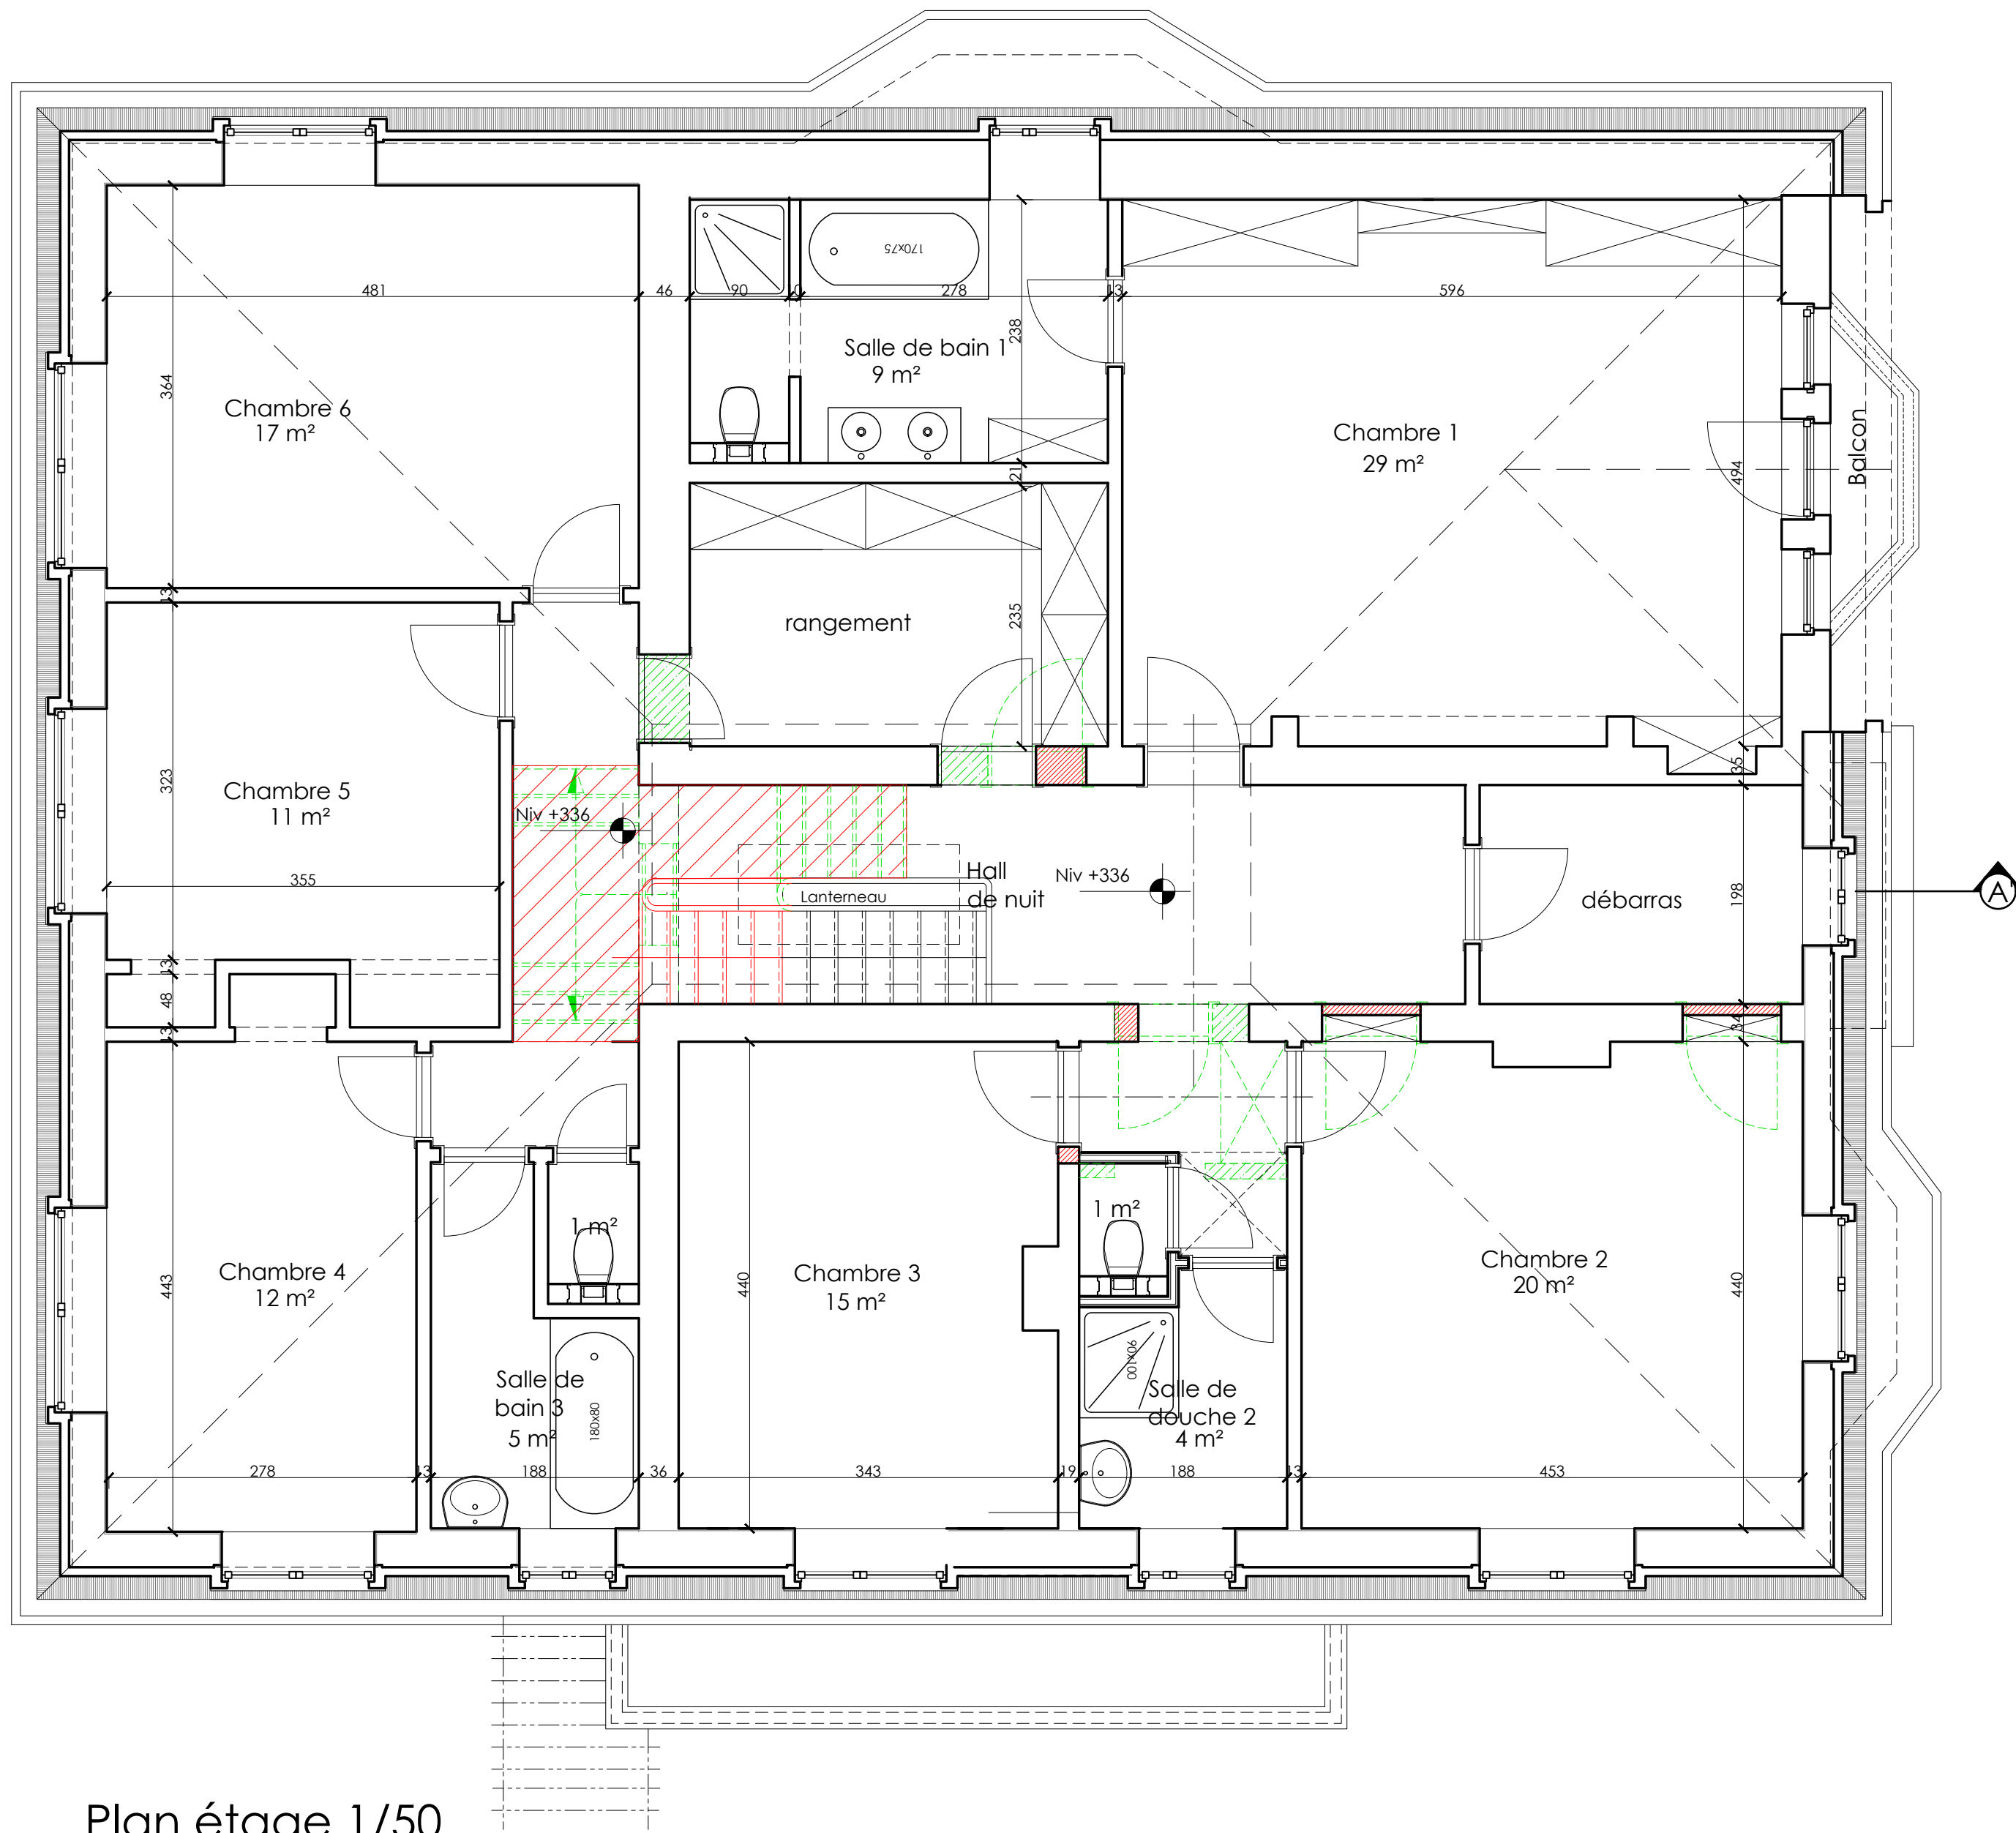 170x75
481
46
90
278
13
596
238
Salle de bain 1
9 m²
364
Chambre 6
17 m²
Chambre 1
29 m²
494
Balcon
21
13
rangement
235
35
Chambre 5
11 m²
323
Niv +336
Hall
de nuit
Niv +336
Lanterneau
débarras
198
A
355
13
48
13
34
1 m²
1 m²
Chambre 4
12 m²
443
Chambre 3
15 m²
440
Chambre 2
20 m²
440
90X100
Salle de
bain 3
5 m²
180x80
Salle de
douche 2
4 m²
278
13
188
36
343
19
188
13
453
Plan étage 1/50